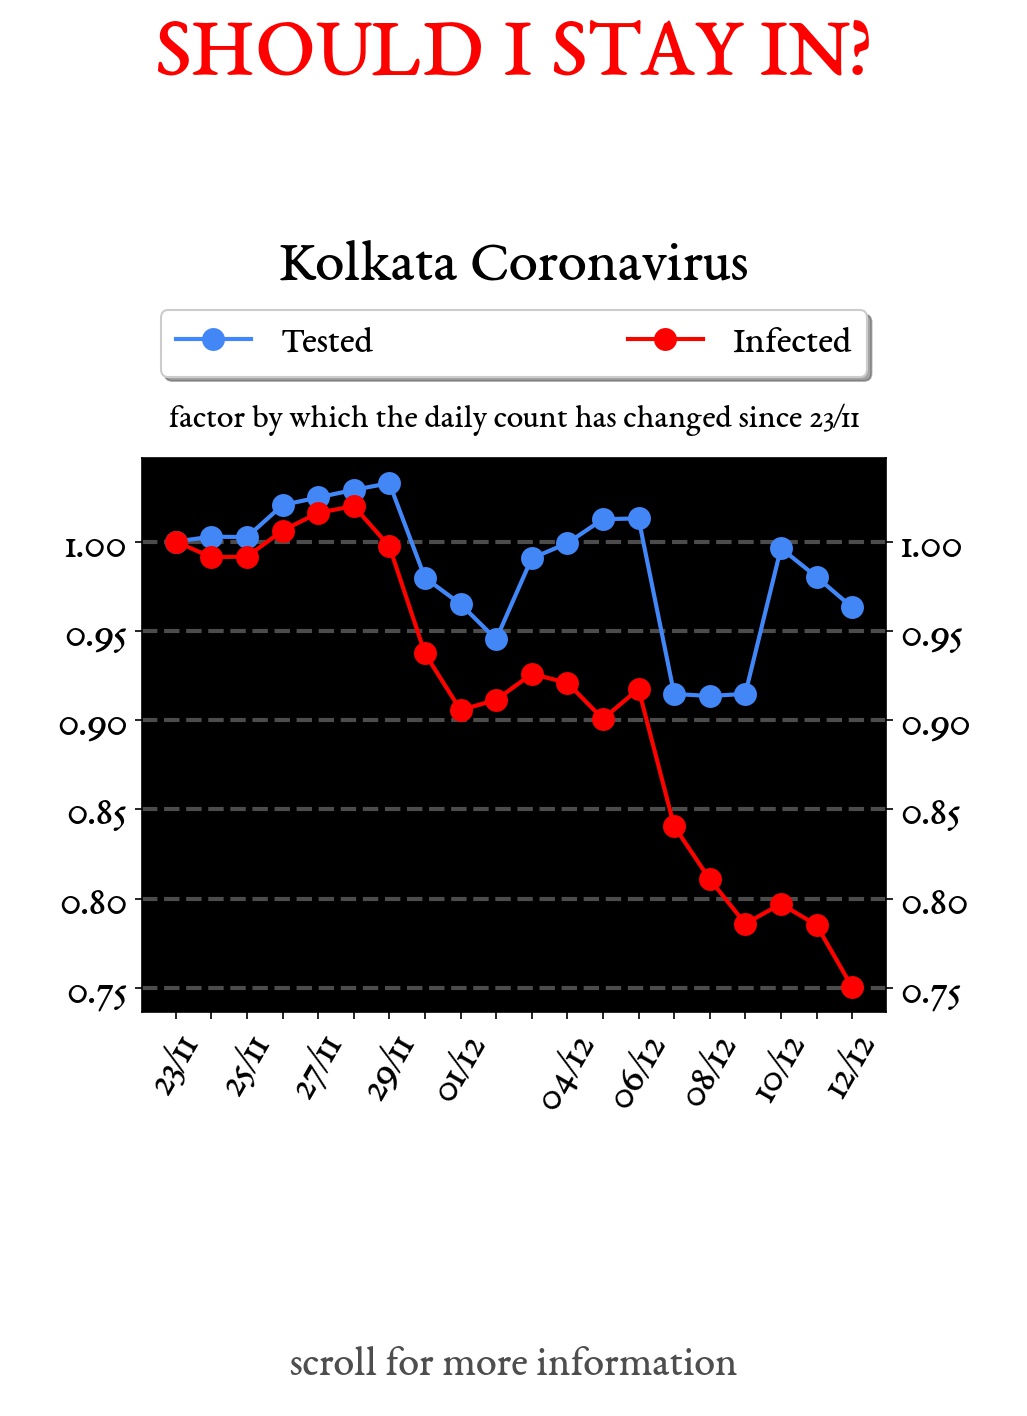 SHOULD I STAY IN?
Kolkata Coronavirus
Tested Infected
factor by which the daily count has changed since 23/11
1.00 1.00
0.95 0.95
0.90 0.90
0.85 0.85
0.80 0.80
0.75 0.75
23/11 25/11 27/11 29/11 01/12 04/12 06/12 08/12 10/12 12/12
scroll for more information